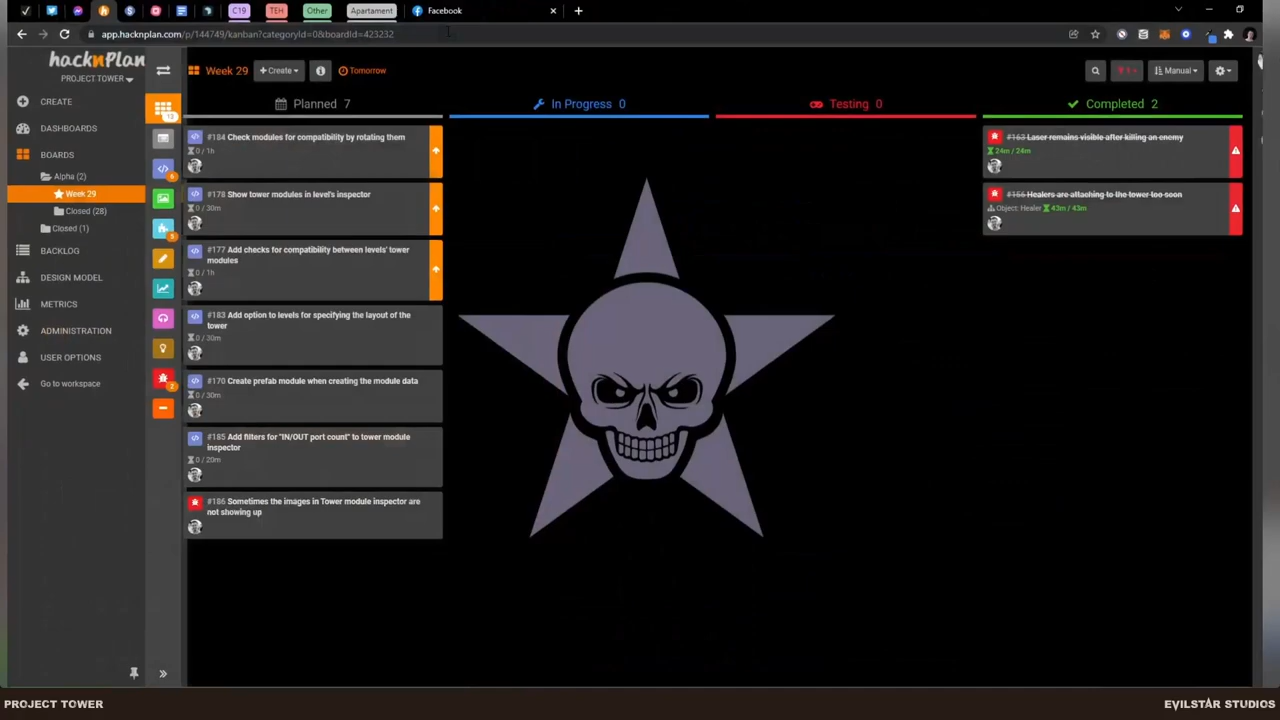 C19
TEH
Other
Apartament
Facebook
app.hacknplan.com/p/144749/kanban?categoryId=0&boardId=423232
hacknPlan
PROJECT TOWER
CREATE
DASHBOARDS
BOARDS
Alpha (2)
Week 29
Closed (28)
Closed (1)
BACKLOG
DESIGN MODEL
METRICS
ADMINISTRATION
USER OPTIONS
Go to workspace
Week 29
Create
Tomorrow
Manual
Planned 7
#184 Check modules for compatibility by rotating them
0 / 1h
#178 Show tower modules in level's inspector
0 / 30m
#177 Add checks for compatibility between levels' tower
modules
0 / 1h
#183 Add option to levels for specifying the layout of the
tower
0 / 30m
#170 Create prefab module when creating the module data
0 / 30m
#185 Add filters for "IN/OUT port count" to tower module
inspector
0 / 20m
#186 Sometimes the images in Tower module inspector are
not showing up
In Progress 0
Testing 0
Completed 2
#163 Laser remains visible after killing an enemy
24m / 24m
Healers are attaching to the tower too soon
Object: Healer 43m / 43m
PROJECT TOWER
EVILSTAR STUDIOS